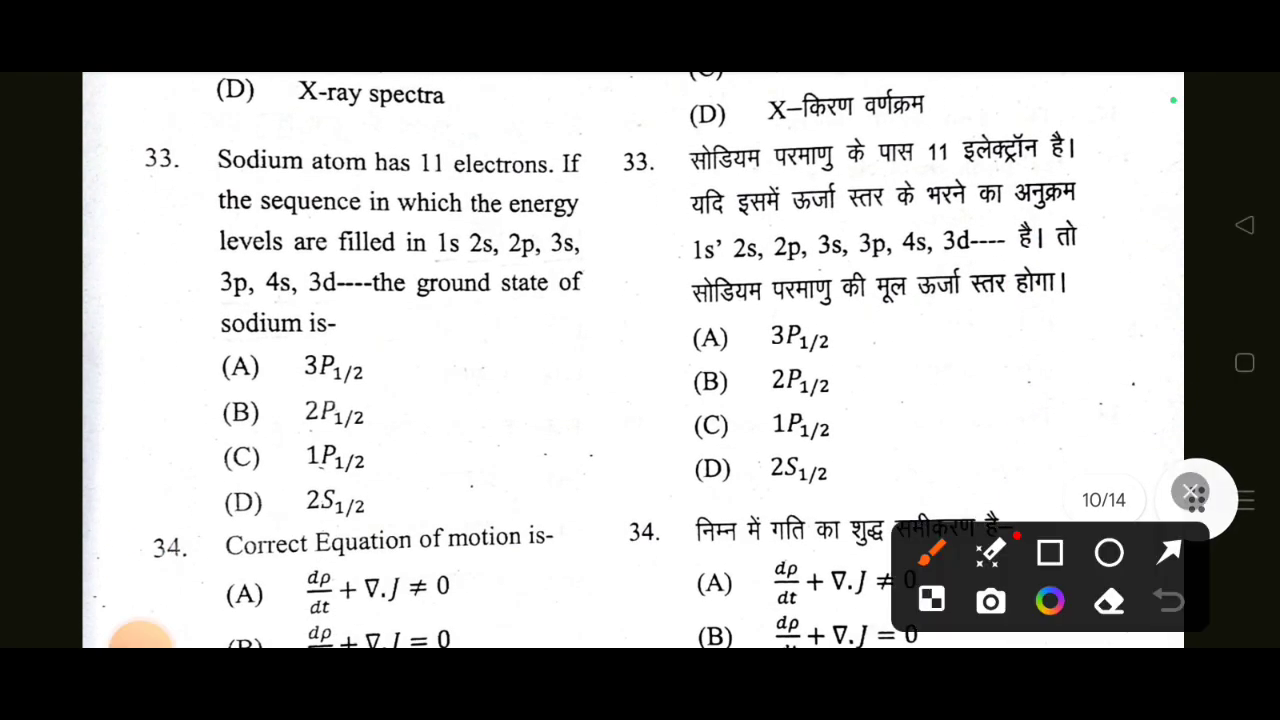 (D) X-ray spectra
33. Sodium atom has 11 electrons. If
the sequence in which the energy
levels are filled in 1s 2s, 2p, 3s,
3p, 4s, 3d----the ground state of
sodium is-
(A) 3P1/2
(B) 2P1/2
(C) 1P1/2
(D) 2S1/2
34. Correct Equation of motion is-
(A) dρ/dt + ∇.J ≠ 0
(B) dρ + ∇.J = 0
(D) X–किरण वर्णक्रम
33. सोडियम परमाणु के पास 11 इलेक्ट्रॉन है।
यदि इसमें ऊर्जा स्तर के भरने का अनुक्रम
1s’ 2s, 2p, 3s, 3p, 4s, 3d---- है। तो
सोडियम परमाणु की मूल ऊर्जा स्तर होगा।
(A) 3P1/2
(B) 2P1/2
(C) 1P1/2
(D) 2S1/2
34. निम्न में गति का शुद्ध समीकरण है–
(A) dρ/dt + ∇.J ≠ 0
(B) dρ + ∇.J = 0
10/14